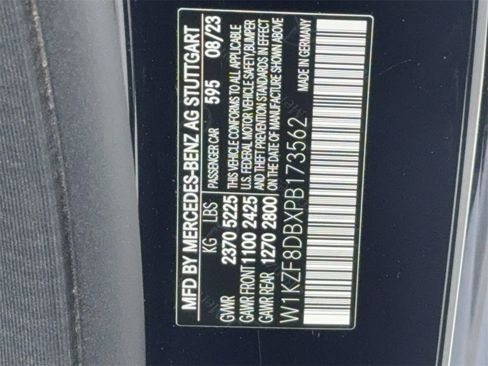 MFD BY MERCEDES-BENZ AG STUTTGART
KG LBS PASSENGER CAR 595 08/23
GVWR 2370 5225 THIS VEHICLE CONFORMS TO ALL APPLICABLE
GAWR FRONT 1100 2425 U.S. FEDERAL MOTOR VEHICLE SAFETY, BUMPER
AND THEFT PREVENTION STANDARDS IN EFFECT
GAWR REAR 1270 2800 ON THE DATE OF MANUFACTURE SHOWN ABOVE
W1KZF8DBXPB173562 MADE IN GERMANY